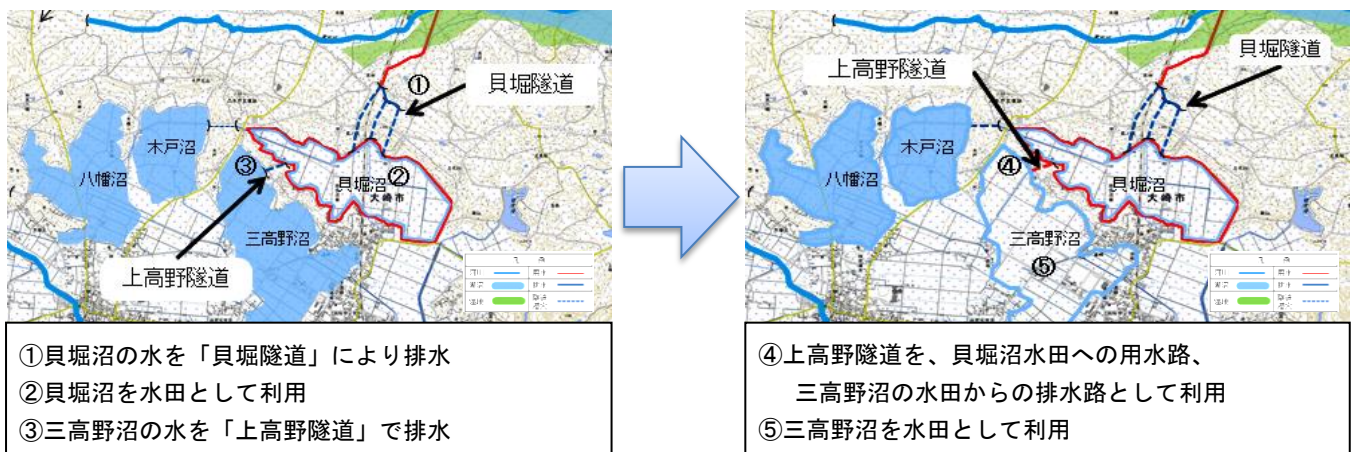 ①
貝堀隧道
木戸沼
八幡沼
③
貝堀沼
②
大崎市
三高野沼
上高野隧道
①貝堀沼の水を「貝堀隧道」により排水
②貝堀沼を水田として利用
③三高野沼の水を「上高野隧道」で排水
貝堀隧道
上高野隧道
木戸沼
八幡沼
④
貝堀沼
大崎市
三高野沼
⑤
④上高野隧道を、貝堀沼水田への用水路、
三高野沼の水田からの排水路として利用
⑤三高野沼を水田として利用